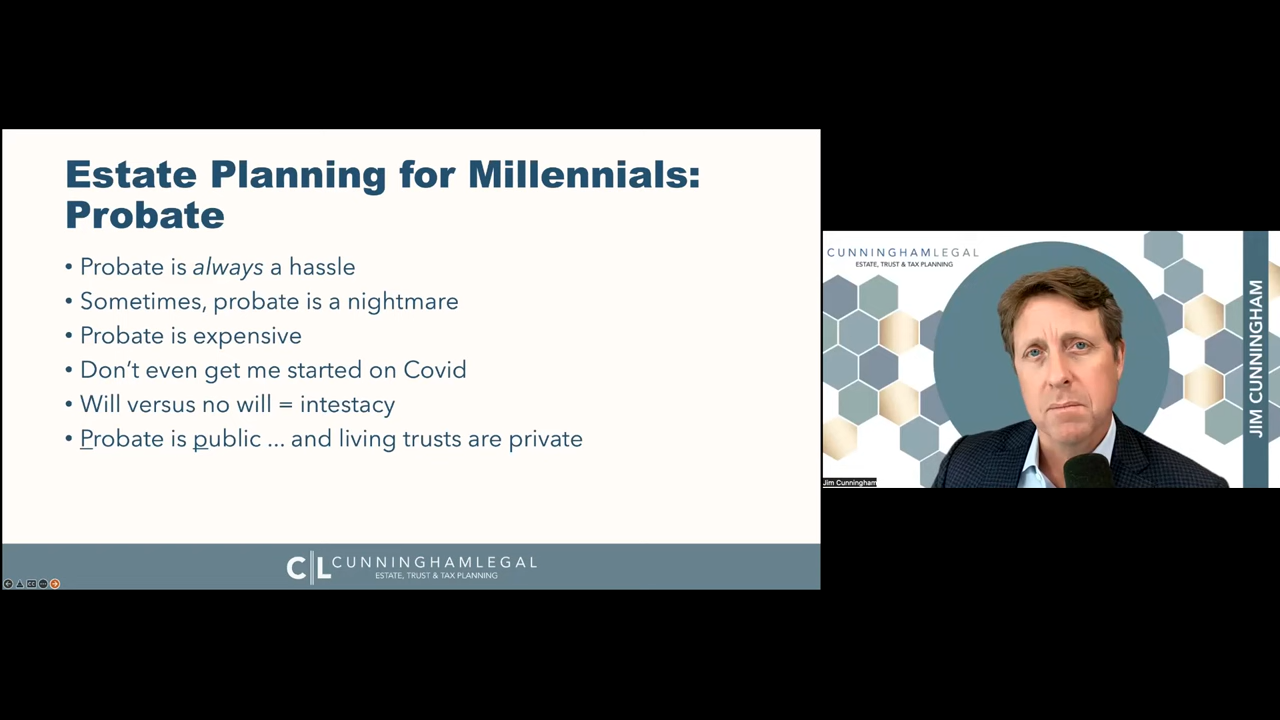 Estate Planning for Millennials:
Probate
• Probate is always a hassle
• Sometimes, probate is a nightmare
• Probate is expensive
• Don’t even get me started on Covid
• Will versus no will = intestacy
• Probate is public ... and living trusts are private
C|L CUNNINGHAMLEGAL
ESTATE, TRUST & TAX PLANNING
CUNNINGHAMLEGAL
ESTATE, TRUST & TAX PLANNING
JIM CUNNINGHAM
Jim Cunningham